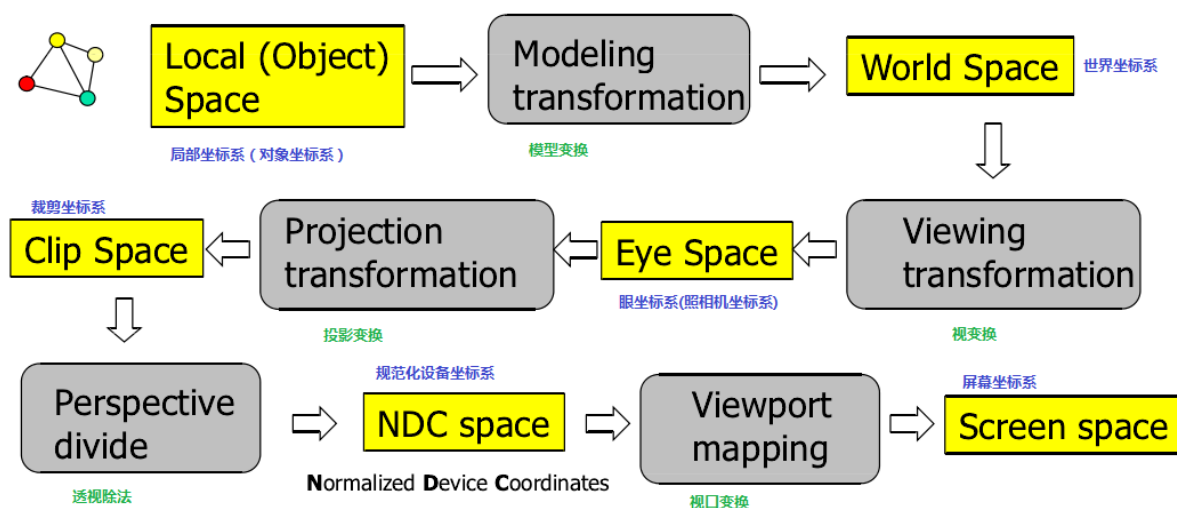 Local (Object)
Space
局部坐标系（对象坐标系）
Modeling
transformation
模型变换
World Space
世界坐标系
裁剪坐标系
Clip Space
Projection
transformation
投影变换
Eye Space
眼坐标系(照相机坐标系)
Viewing
transformation
视变换
Perspective
divide
透视除法
规范化设备坐标系
NDC space
Normalized Device Coordinates
Viewport
mapping
视口变换
屏幕坐标系
Screen space